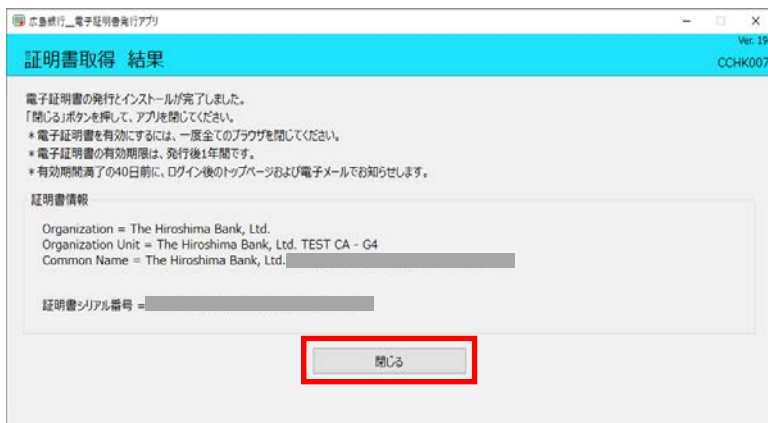 広島銀行__電子証明書発行アプリ
Ver. 19
証明書取得 結果
CCHK007
電子証明書の発行とインストールが完了しました。
「閉じる」ボタンを押して、アプリを閉じてください。
*電子証明書を有効にするには、一度全てのブラウザを閉じてください。
*電子証明書の有効期限は、発行後1年間です。
*有効期間満了の40日前に、ログイン後のトップページおよび電子メールでお知らせします。
証明書情報
Organization = The Hiroshima Bank, Ltd.
Organization Unit = The Hiroshima Bank, Ltd. TEST CA - G4
Common Name = The Hiroshima Bank, Ltd.
証明書シリアル番号 =
閉じる